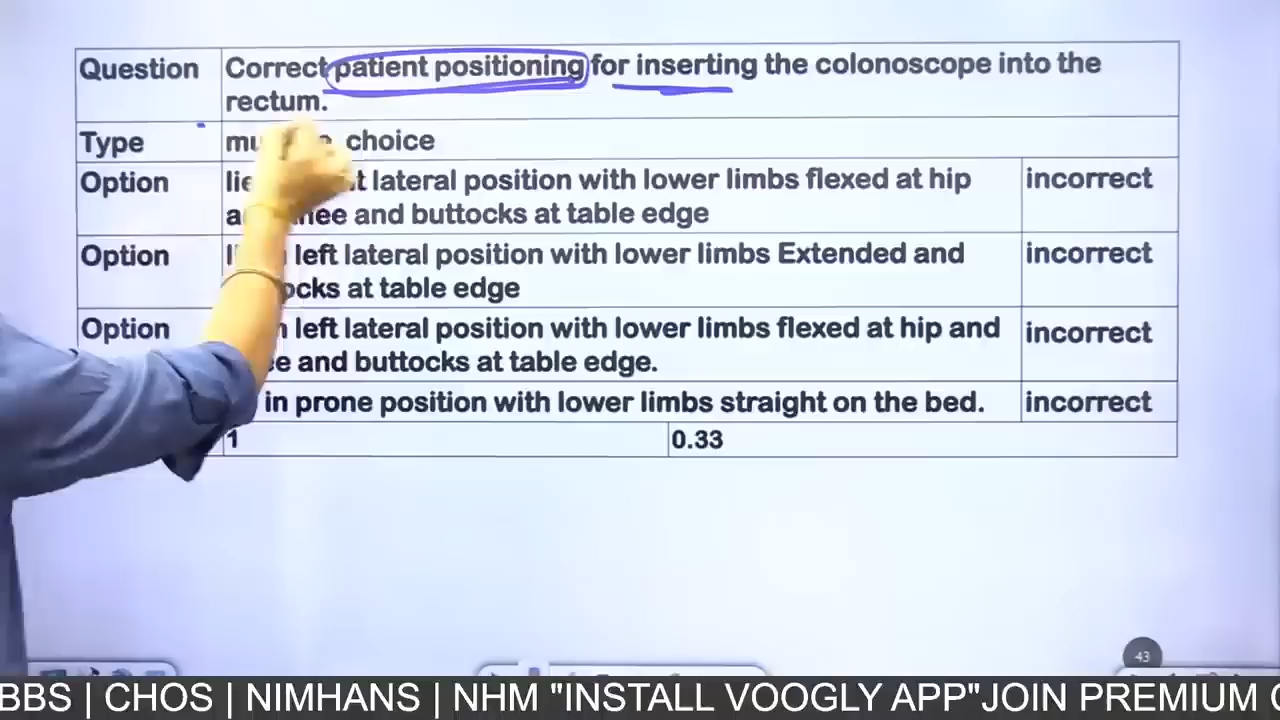 Question Correct patient positioning for inserting the colonoscope into the
rectum.
Type choice
Option lateral position with lower limbs flexed at hip incorrect
and buttocks at table edge
Option left lateral position with lower limbs Extended and incorrect
at table edge
Option left lateral position with lower limbs flexed at hip and incorrect
and buttocks at table edge.
in prone position with lower limbs straight on the bed. incorrect
1 0.33
43
BBS | CHOS | NIMHANS | NHM "INSTALL VOOGLY APP"JOIN PREMIUM